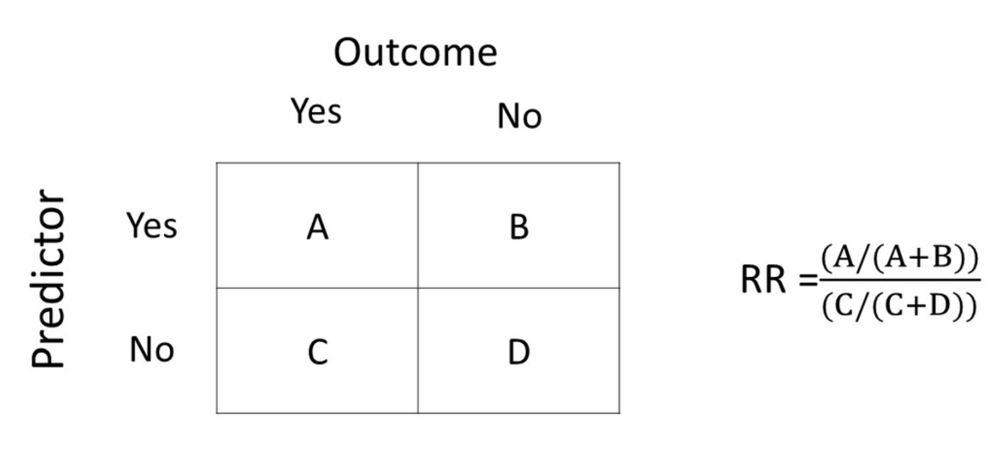 Outcome
Yes No
Predictor
Yes A B
No C D
RR =(A/(A+B))
(C/(C+D))